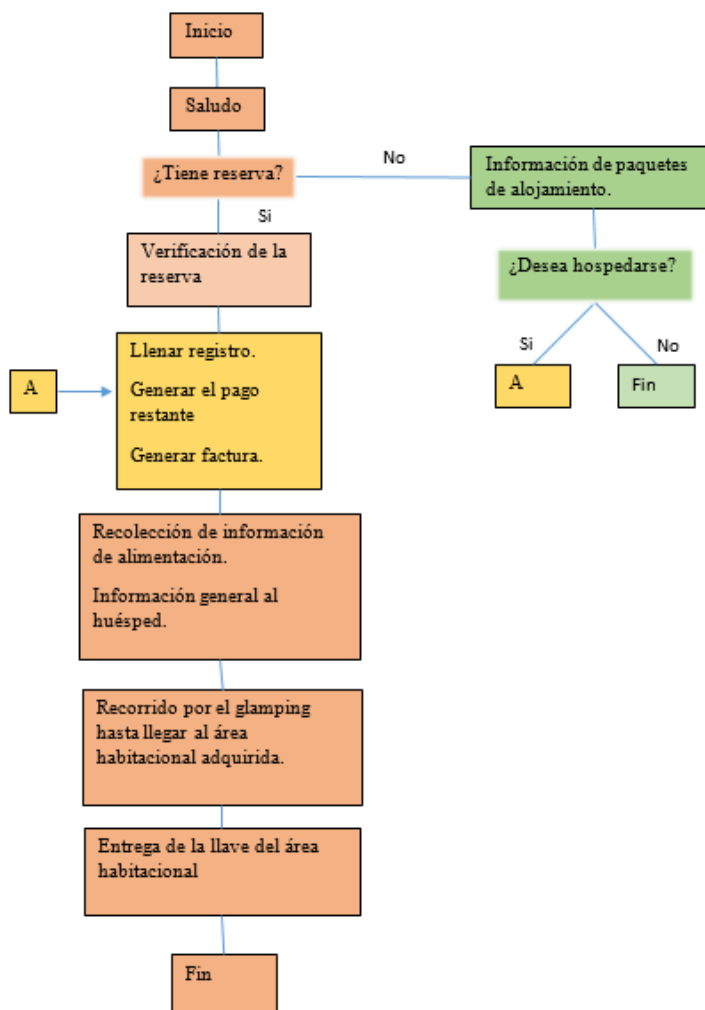 Inicio
Saludo
¿Tiene reserva?
No
Información de paquetes
de alojamiento.
Si
Verificación de la
reserva
¿Desea hospedarse?
Si
No
A
Fin
A
Llenar registro.
Generar el pago
restante
Generar factura.
Recolección de información
de alimentación.
Información general al
huésped.
Recorrido por el glamping
hasta llegar al área
habitacional adquirida.
Entrega de la llave del área
habitacional
Fin